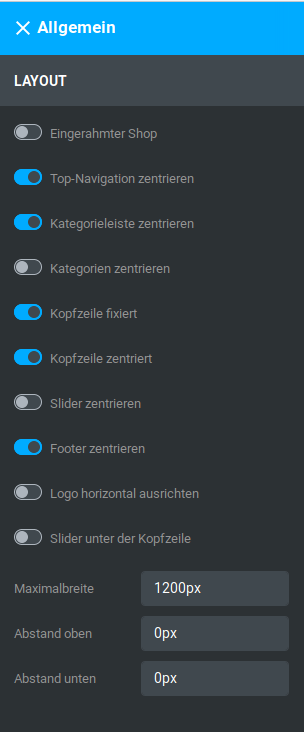 Allgemein
LAYOUT
Eingerahmter Shop
Top-Navigation zentrieren
Kategorieleiste zentrieren
Kategorien zentrieren
Kopfzeile fixiert
Kopfzeile zentriert
Slider zentrieren
Footer zentrieren
Logo horizontal ausrichten
Slider unter der Kopfzeile
Maximalbreite 1200px
Abstand oben 0px
Abstand unten 0px